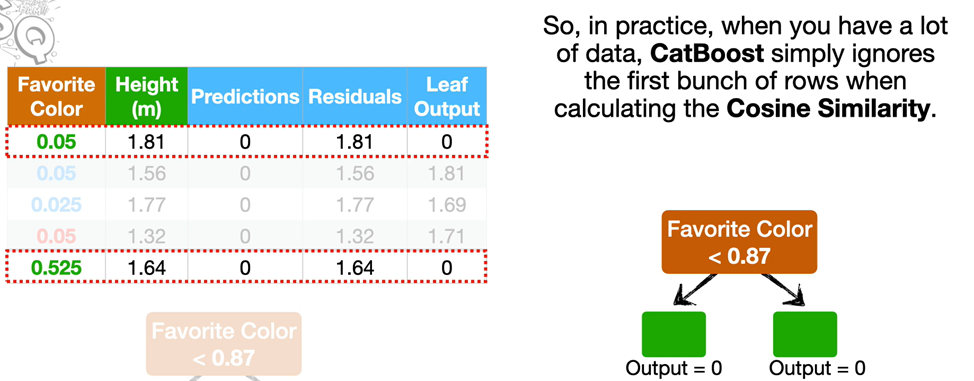 So, in practice, when you have a lot
of data, CatBoost simply ignores
the first bunch of rows when
calculating the Cosine Similarity.
Favorite Color Height (m) Predictions Residuals Leaf Output
0.05 1.81 0 1.81 0
0.05 1.56 0 1.56 1.81
0.025 1.77 0 1.77 1.69
0.05 1.32 0 1.32 1.71
0.525 1.64 0 1.64 0
Favorite Color
< 0.87
Favorite Color
< 0.87
Output = 0 Output = 0